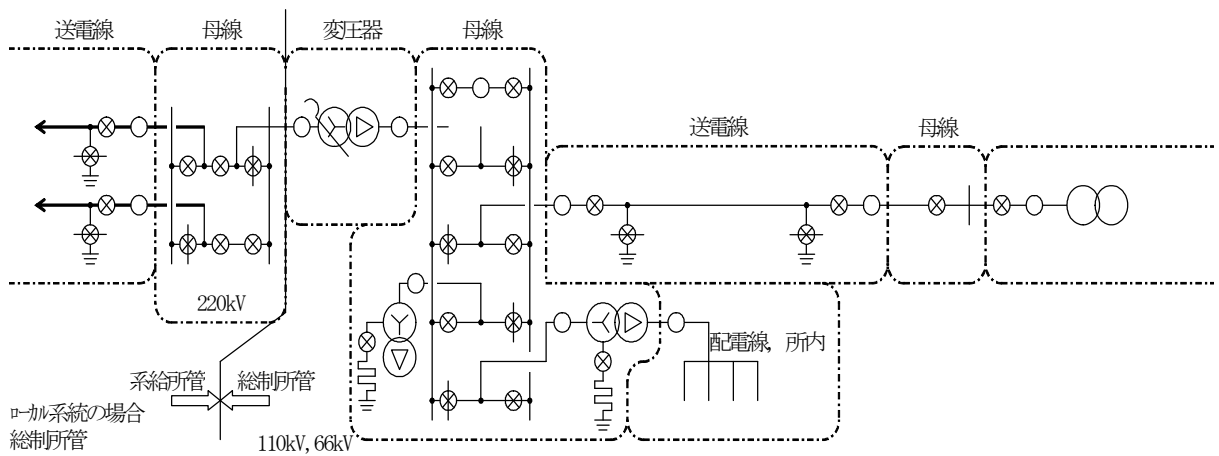 送電線
母線
変圧器
母線
送電線
母線
220kV
配電線，所内
系給所管
総制所管
ﾛｰｶﾙ系統の場合
総制所管
110kV, 66kV